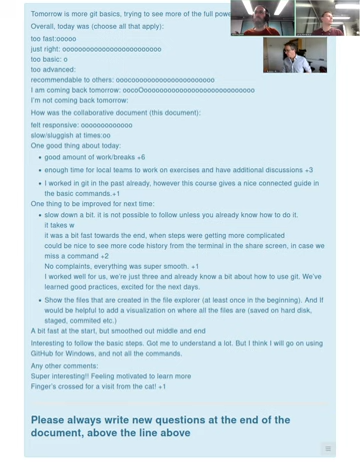 Tomorrow is more git basics, trying to see more of the full pow
Overall, today was (choose all that apply):
too fast:ooooo
just right: ooooooooooooooooooooooooo
too basic: o
too advanced:
recommendable to others: ooocooooooooooooooooooooo
I am coming back tomorrow: oocoOooooooooooooooooooooooooooo
I'm not coming back tomorrow:
How was the collaborative document (this document):
felt responsive: ooooooooooooo
slow/sluggish at times:oo
One good thing about today:
• good amount of work/breaks +6
• enough time for local teams to work on exercises and have additional discussions +3
• I worked in git in the past already, however this course gives a nice connected guide in
the basic commands.+1
One thing to be improved for next time:
• slow down a bit. it is not possible to follow unless you already know how to do it.
it takes w
it was a bit fast towards the end, when steps were getting more complicated
could be nice to see more code history from the terminal in the share screen, in case we
miss a command +2
No complaints, everything was super smooth. +1
I worked well for us, we're just three and already know a bit about how to use git. We've
learned good practices, excited for the next days.
• Show the files that are created in the file explorer (at least once in the beginning). And If
would be helpful to add a visualization on where all the files are (saved on hard disk,
staged, commited etc.)
A bit fast at the start, but smoothed out middle and end
Interesting to follow the basic steps. Got me to understand a lot. But I think I will go on using
GitHub for Windows, and not all the commands.
Any other comments:
Super interesting!! Feeling motivated to learn more
Finger's crossed for a visit from the cat! +1
Please always write new questions at the end of the
document, above the line above